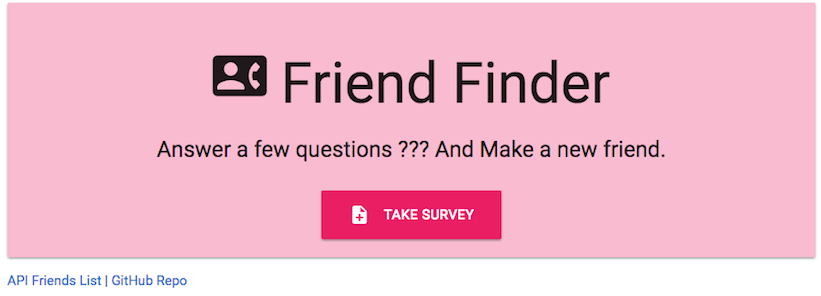 Friend Finder
Answer a few questions ??? And Make a new friend.
TAKE SURVEY
API Friends List | GitHub Repo